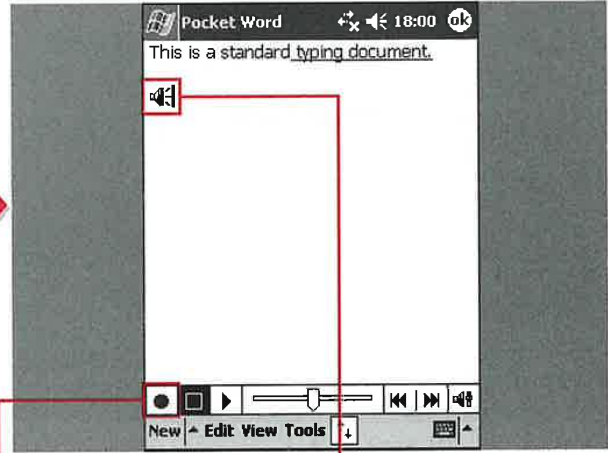 Pocket Word 18:00 ok
This is a standard typing document.
New Edit View Tools